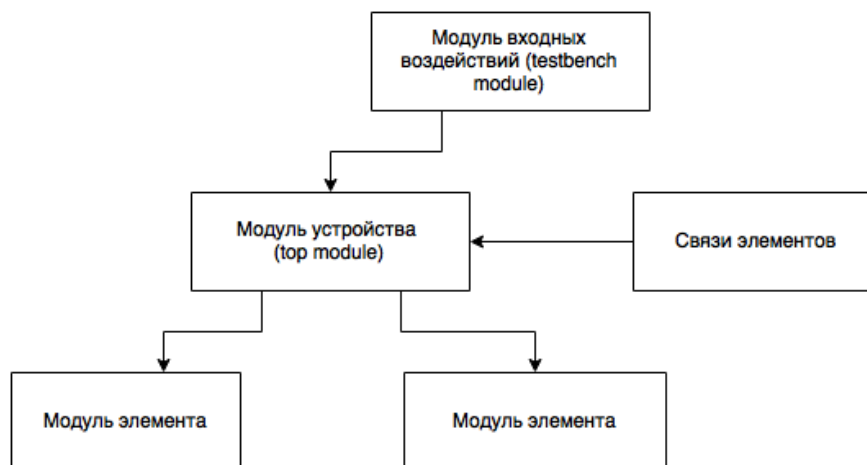 Модуль входных
воздействий (testbench
module)
Модуль устройства
(top module)
Связи элементов
Модуль элемента
Модуль элемента